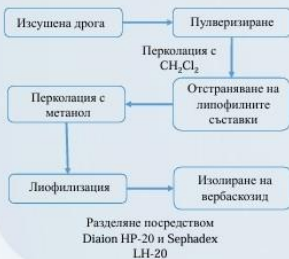 Изсушена дрога
Пулверизиране
Перколация с
CH₂Cl₂
Отстраняване на
липофилните
съставки
Перколация с
метанол
Лиофилизация
Изолиране на
вербаскозид
Разделяне посредством
Diaion HP-20 и Sephadex
LH-20